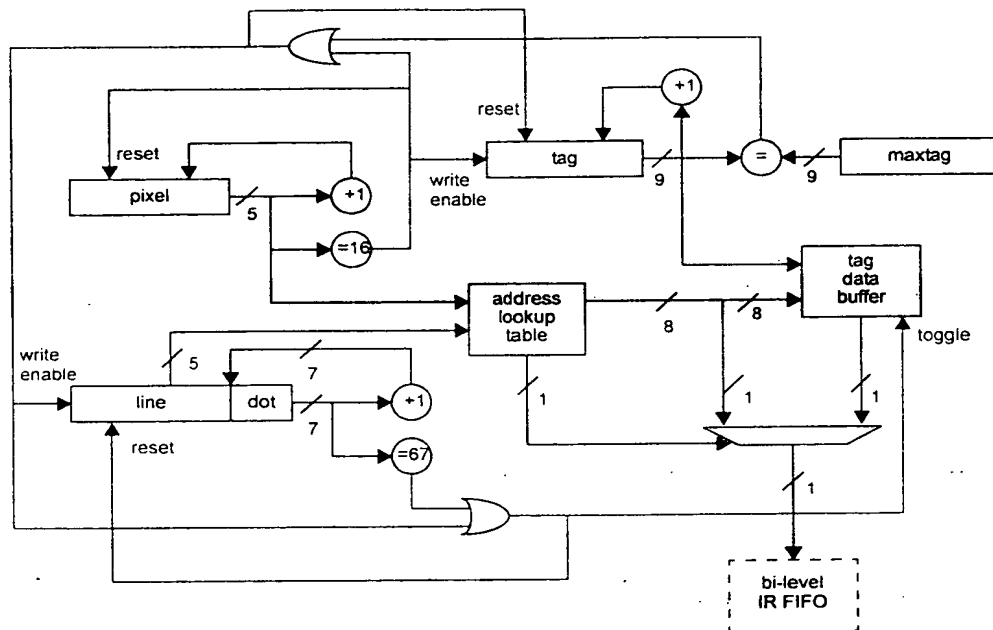 reset
+1
reset
tag
=
maxtag
9
9
write
enable
pixel
+1
5
=16
tag
data
buffer
address
lookup
table
8
8
toggle
5
7
write
enable
line
dot
+1
1
1
1
7
reset
=67
1
bi-level
IR FIFO